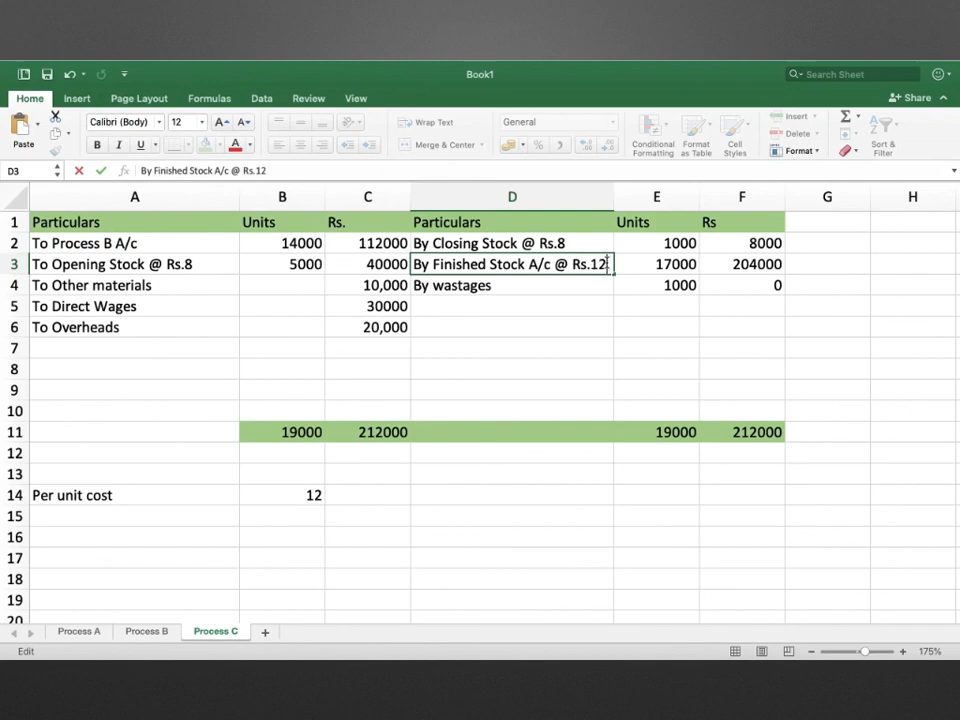 Book1
Search Sheet
Home Insert Page Layout Formulas Data Review View
Share
Paste
Calibri (Body) 12 A A
B I U A
Wrap Text
Merge & Center
General
%
Conditional Formatting
Format as Table
Cell Styles
Insert
Delete
Format
Sort & Filter
D3 fx By Finished Stock A/c @ Rs.12
A B C D E F G H
1 Particulars Units Rs. Particulars Units Rs
2 To Process B A/c 14000 112000 By Closing Stock @ Rs.8 1000 8000
3 To Opening Stock @ Rs.8 5000 40000 By Finished Stock A/c @ Rs.12 17000 204000
4 To Other materials 10,000 By wastages 1000 0
5 To Direct Wages 30000
6 To Overheads 20,000
7
8
9
10
11 19000 212000 19000 212000
12
13
14 Per unit cost 12
15
16
17
18
19
20
Process A Process B Process C +
Edit 175%